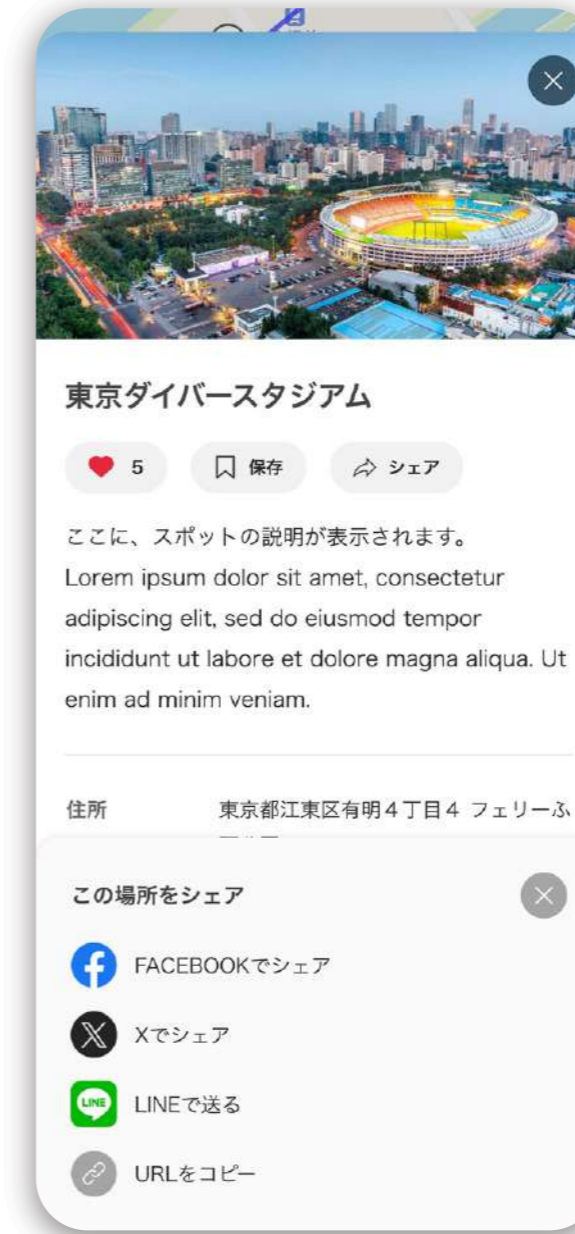 東京ダイバースタジアム
5
保存
シェア
ここに、スポットの説明が表示されます。
Lorem ipsum dolor sit amet, consectetur
adipiscing elit, sed do eiusmod tempor
incididunt ut labore et dolore magna aliqua. Ut
enim ad minim veniam.
住所
東京都江東区有明4丁目4 フェリーふ
この場所をシェア
FACEBOOKでシェア
Xでシェア
LINE
LINEで送る
URLをコピー